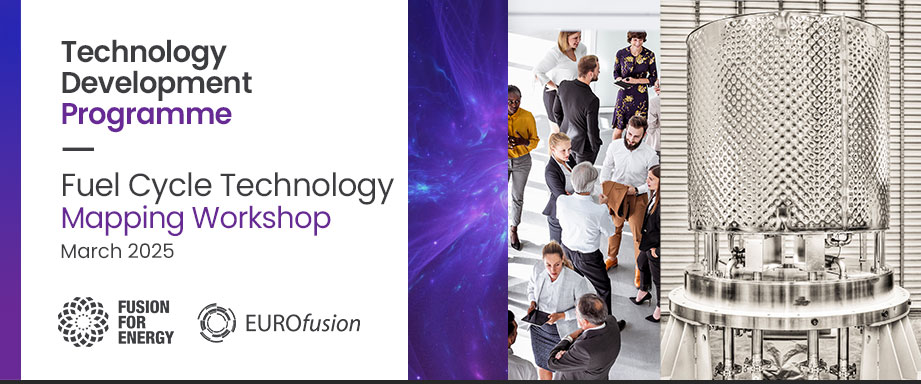 Technology
Development
Programme
Fuel Cycle Technology
Mapping Workshop
March 2025
FUSION
FOR
ENERGY
EUROfusion